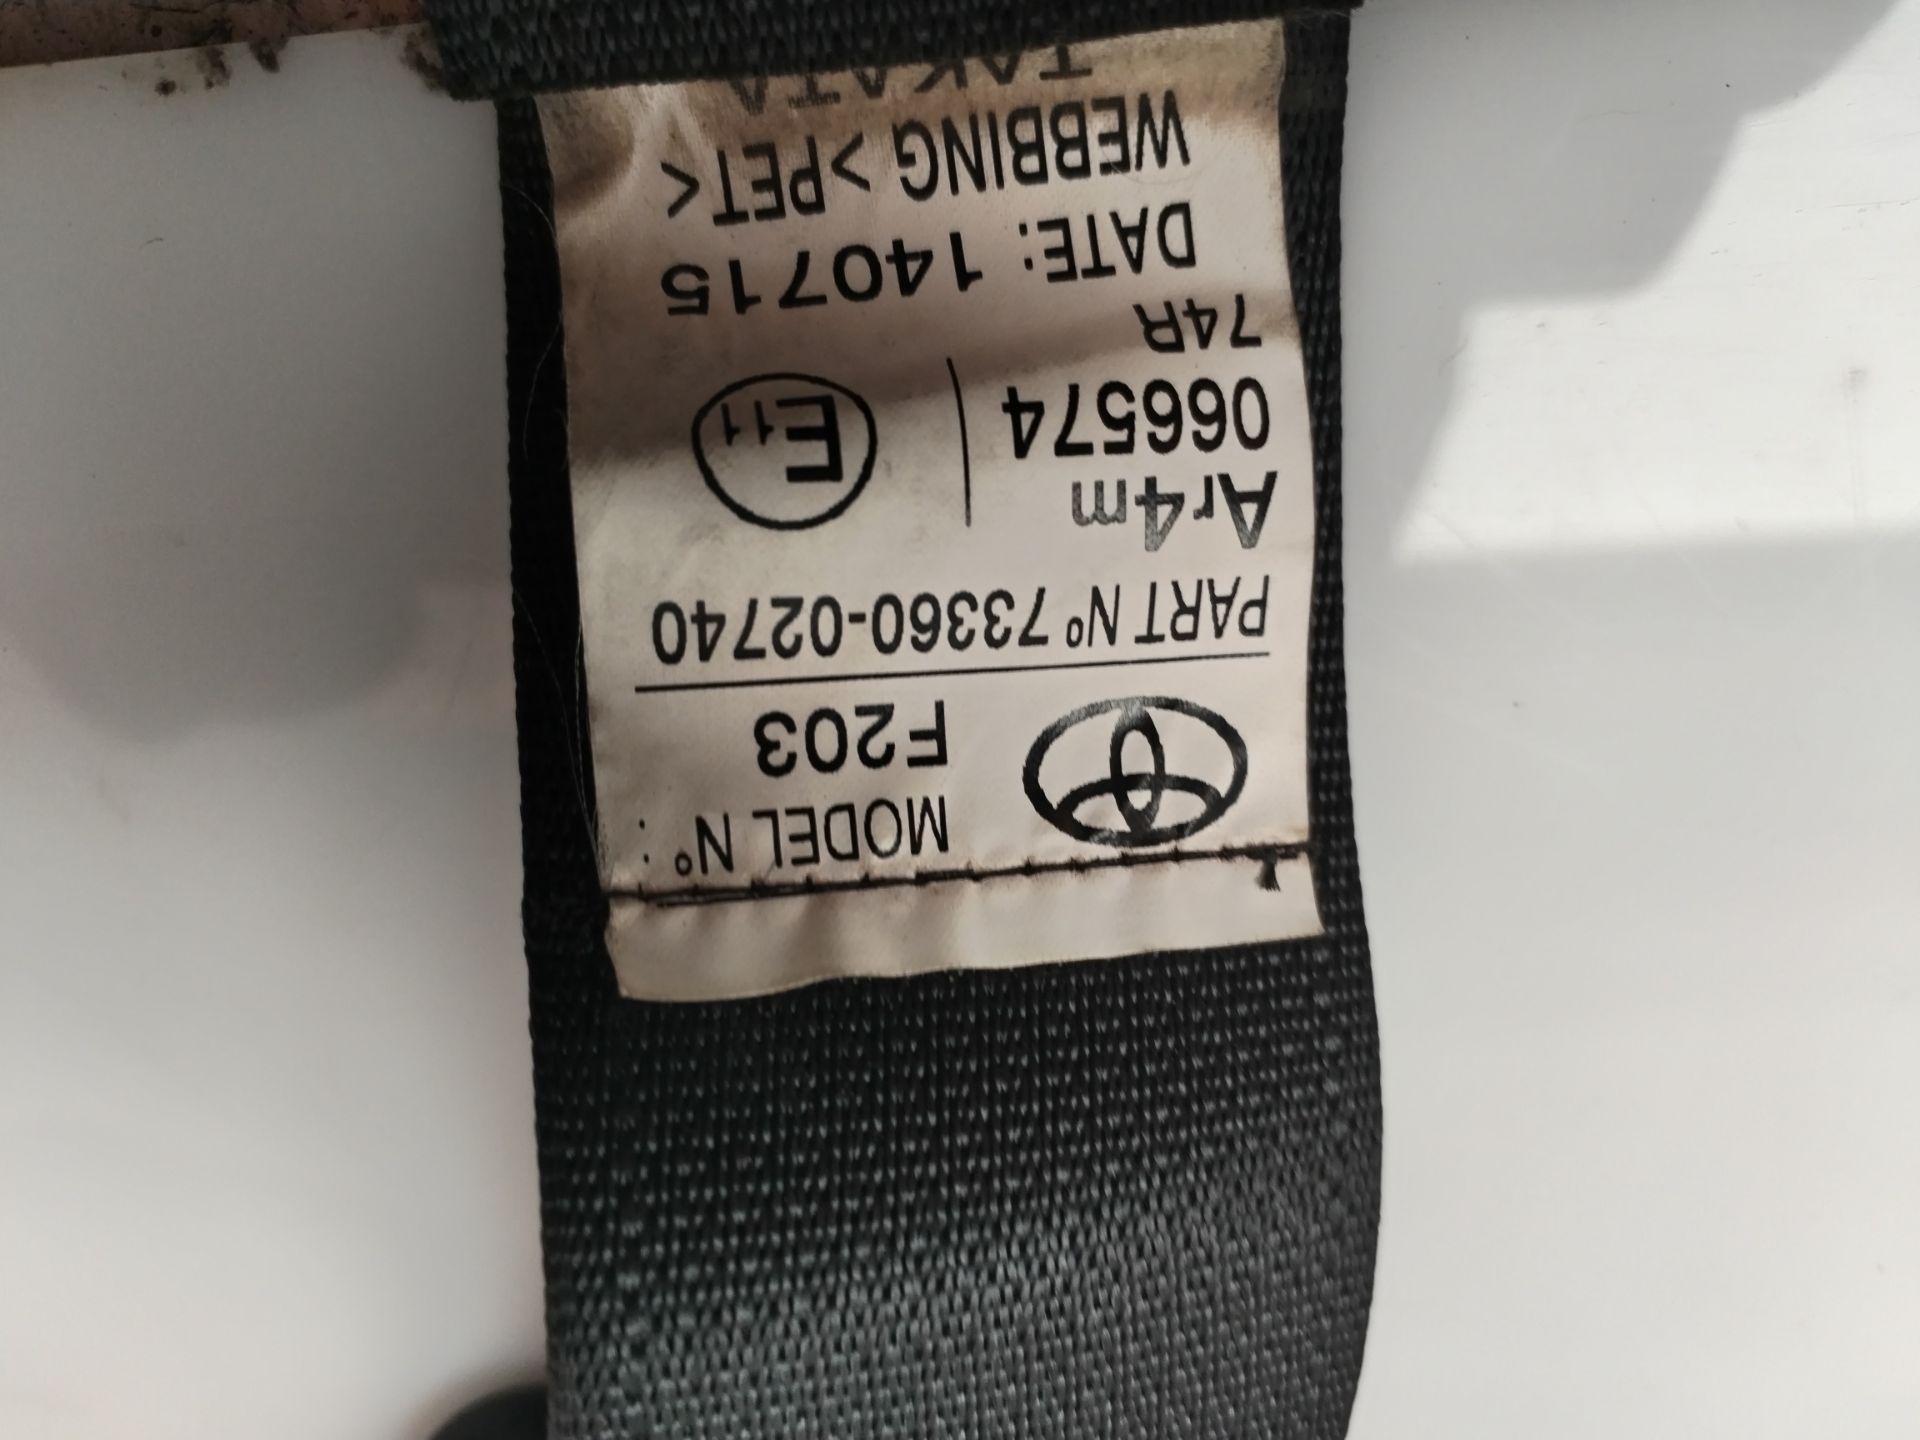 MODEL Nº :
F203
PART Nº 73360-02740
Ar4m
066574
E11
74R
DATE: 140715
WEBBING >PET<
TAKATA